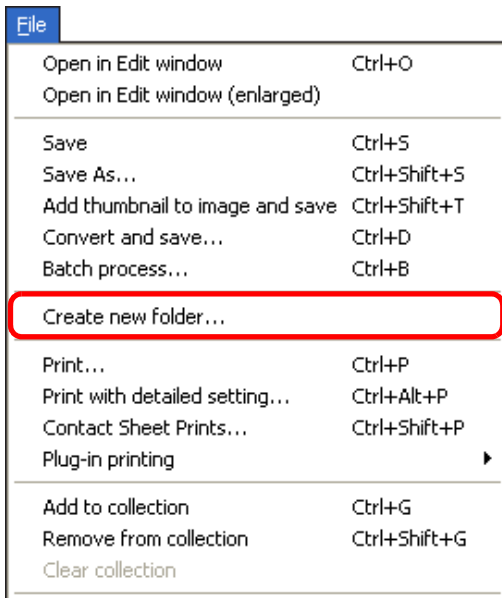 File
Open in Edit window Ctrl+O
Open in Edit window (enlarged)
Save Ctrl+S
Save As... Ctrl+Shift+S
Add thumbnail to image and save Ctrl+Shift+T
Convert and save... Ctrl+D
Batch process... Ctrl+B
Create new folder...
Print... Ctrl+P
Print with detailed setting... Ctrl+Alt+P
Contact Sheet Prints... Ctrl+Shift+P
Plug-in printing
Add to collection Ctrl+G
Remove from collection Ctrl+Shift+G
Clear collection